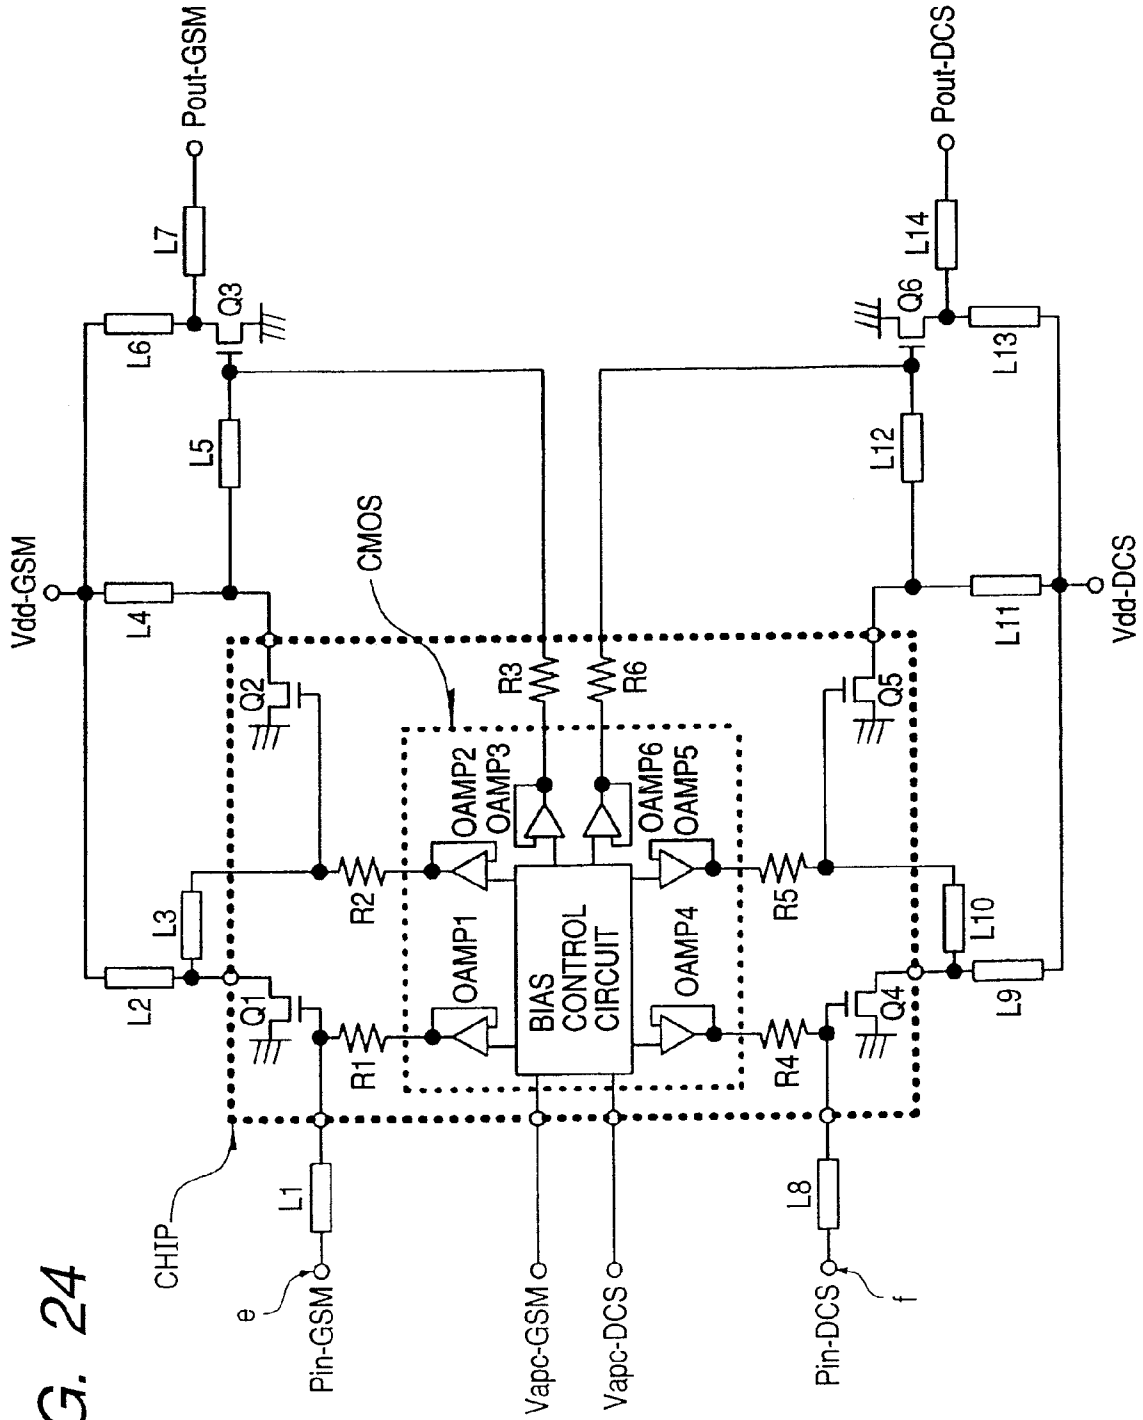 G. 24
CHIP
CMOS
e
Pin-GSM
L1
Vdd-GSM
L2
L3
L4
L5
L6
L7
Pout-GSM
Q1
Q2
Q3
R1
R2
R3
OAMP1
OAMP2
OAMP3
BIAS
CONTROL
CIRCUIT
Vapc-GSM
Vapc-DCS
OAMP4
OAMP6
OAMP5
R4
R5
R6
Q4
Q5
Q6
f
Pin-DCS
L8
L9
L10
L11
L12
L13
L14
Pout-DCS
Vdd-DCS